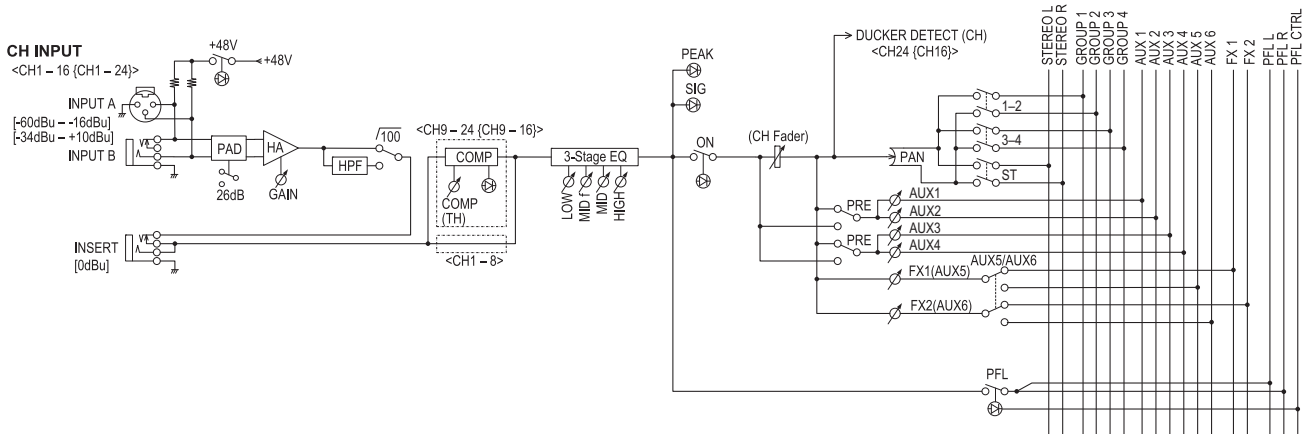 CH INPUT
<CH1 – 16 {CH1 – 24}>
+48V
+48V
INPUT A
[-60dBu – -16dBu]
[-34dBu – +10dBu]
INPUT B
PAD
26dB
HA
GAIN
HPF
/100
INSERT
[0dBu]
<CH9 – 24 {CH9 – 16}>
COMP
COMP
(TH)
<CH1 – 8>
3-Stage EQ
LOW
MID f
MID
HIGH
PEAK
SIG
ON
(CH Fader)
DUCKER DETECT (CH)
<CH24 {CH16}>
PAN
1–2
3–4
ST
PRE
PRE
AUX1
AUX2
AUX3
AUX4
FX1(AUX5)
FX2(AUX6)
AUX5/AUX6
PFL
STEREO L
STEREO R
GROUP 1
GROUP 2
GROUP 3
GROUP 4
AUX 1
AUX 2
AUX 3
AUX 4
AUX 5
AUX 6
FX 1
FX 2
PFL L
PFL R
PFL CTRL